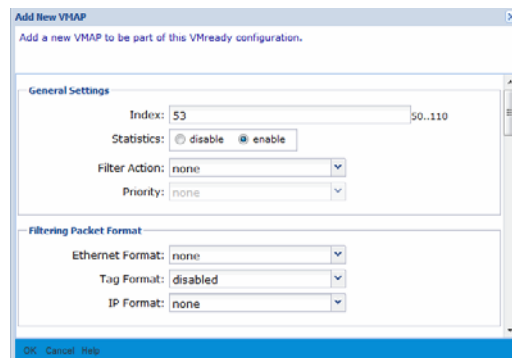 Add New VMAP
Add a new VMAP to be part of this VMready configuration.
General Settings
Index: 53 50..110
Statistics: disable enable
Filter Action: none
Priority: none
Filtering Packet Format
Ethernet Format: none
Tag Format: disabled
IP Format: none
OK Cancel Help